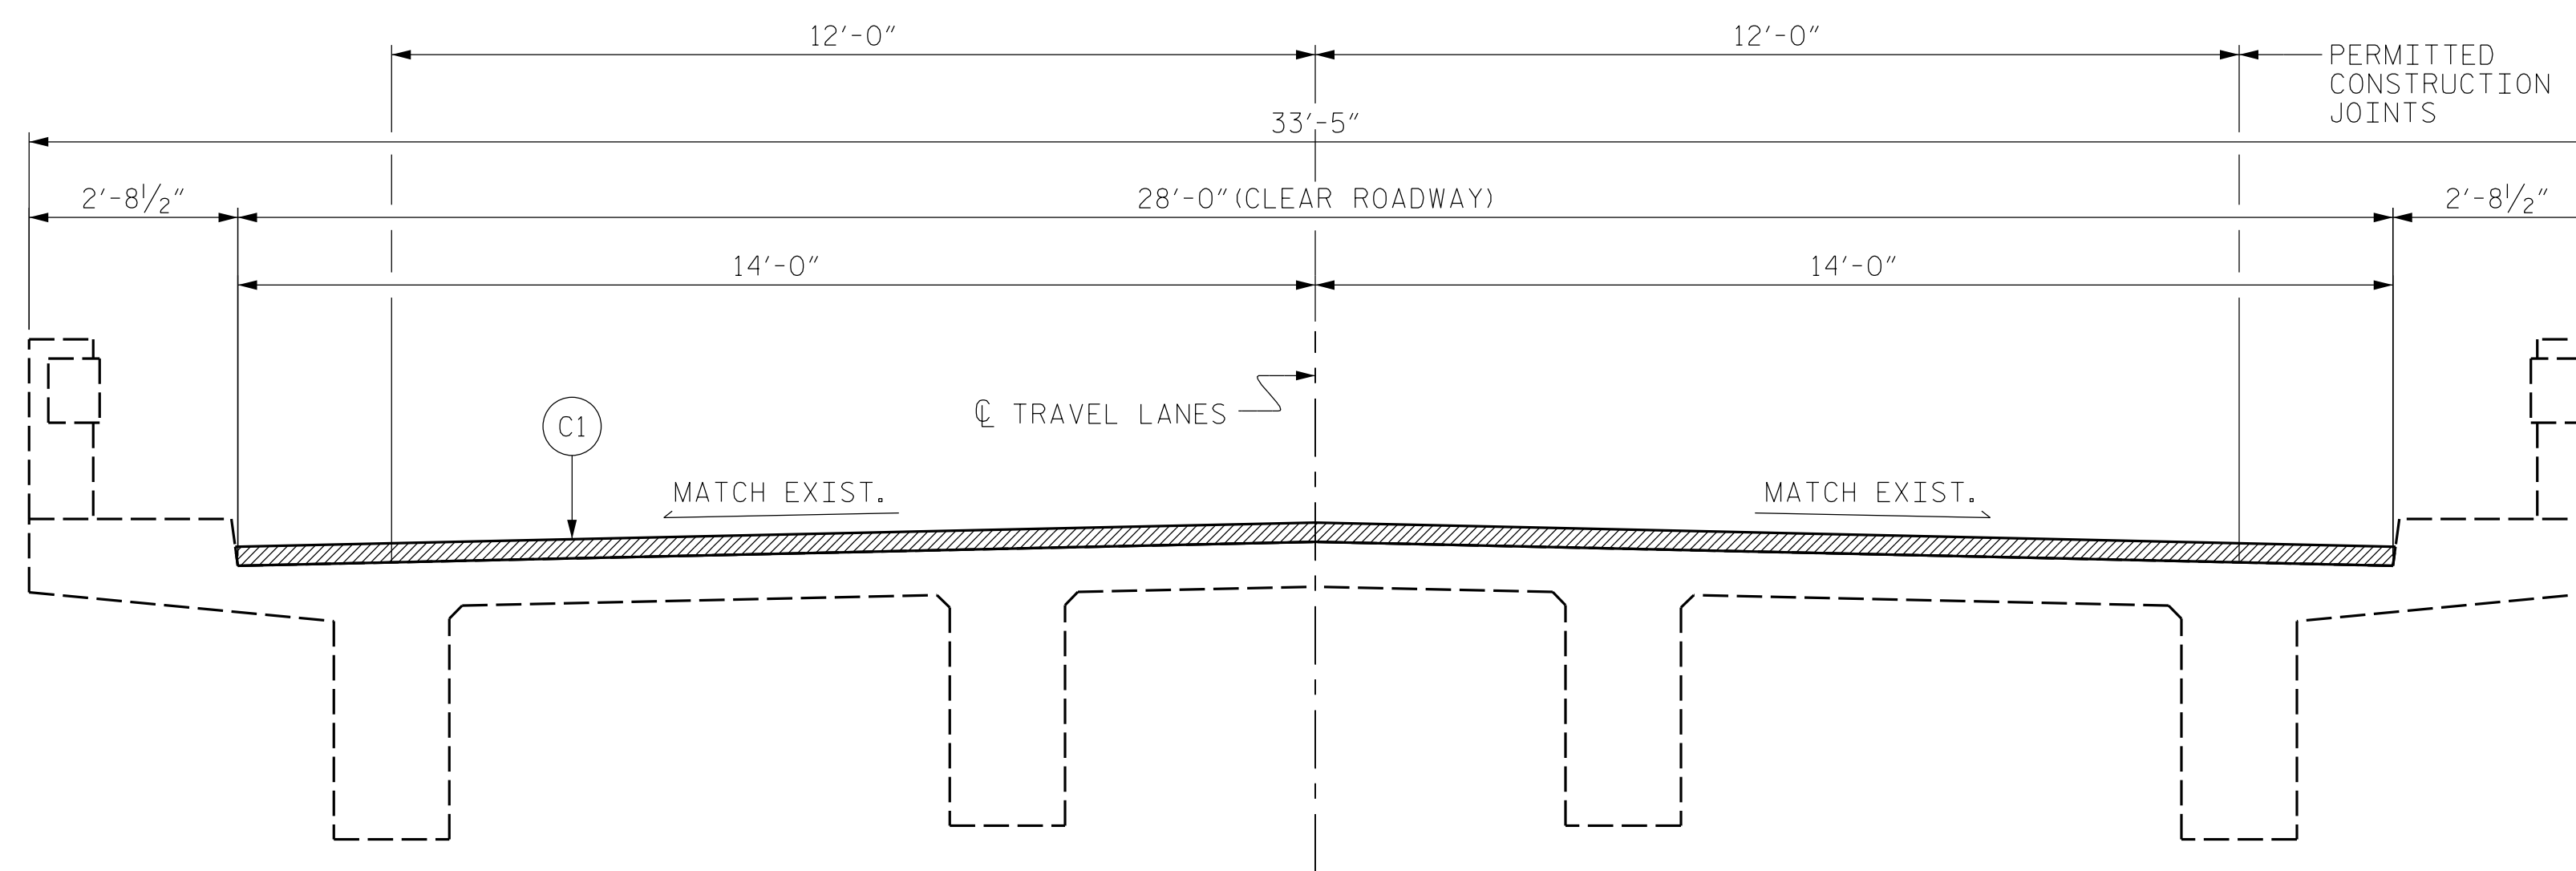 12'-0"
12'-0"
PERMITTED
CONSTRUCTION
JOINTS
33'-5"
2'-8½"
28'-0"(CLEAR ROADWAY)
2'-8½"
14'-0"
14'-0"
℄ TRAVEL LANES
C1
MATCH EXIST.
MATCH EXIST.